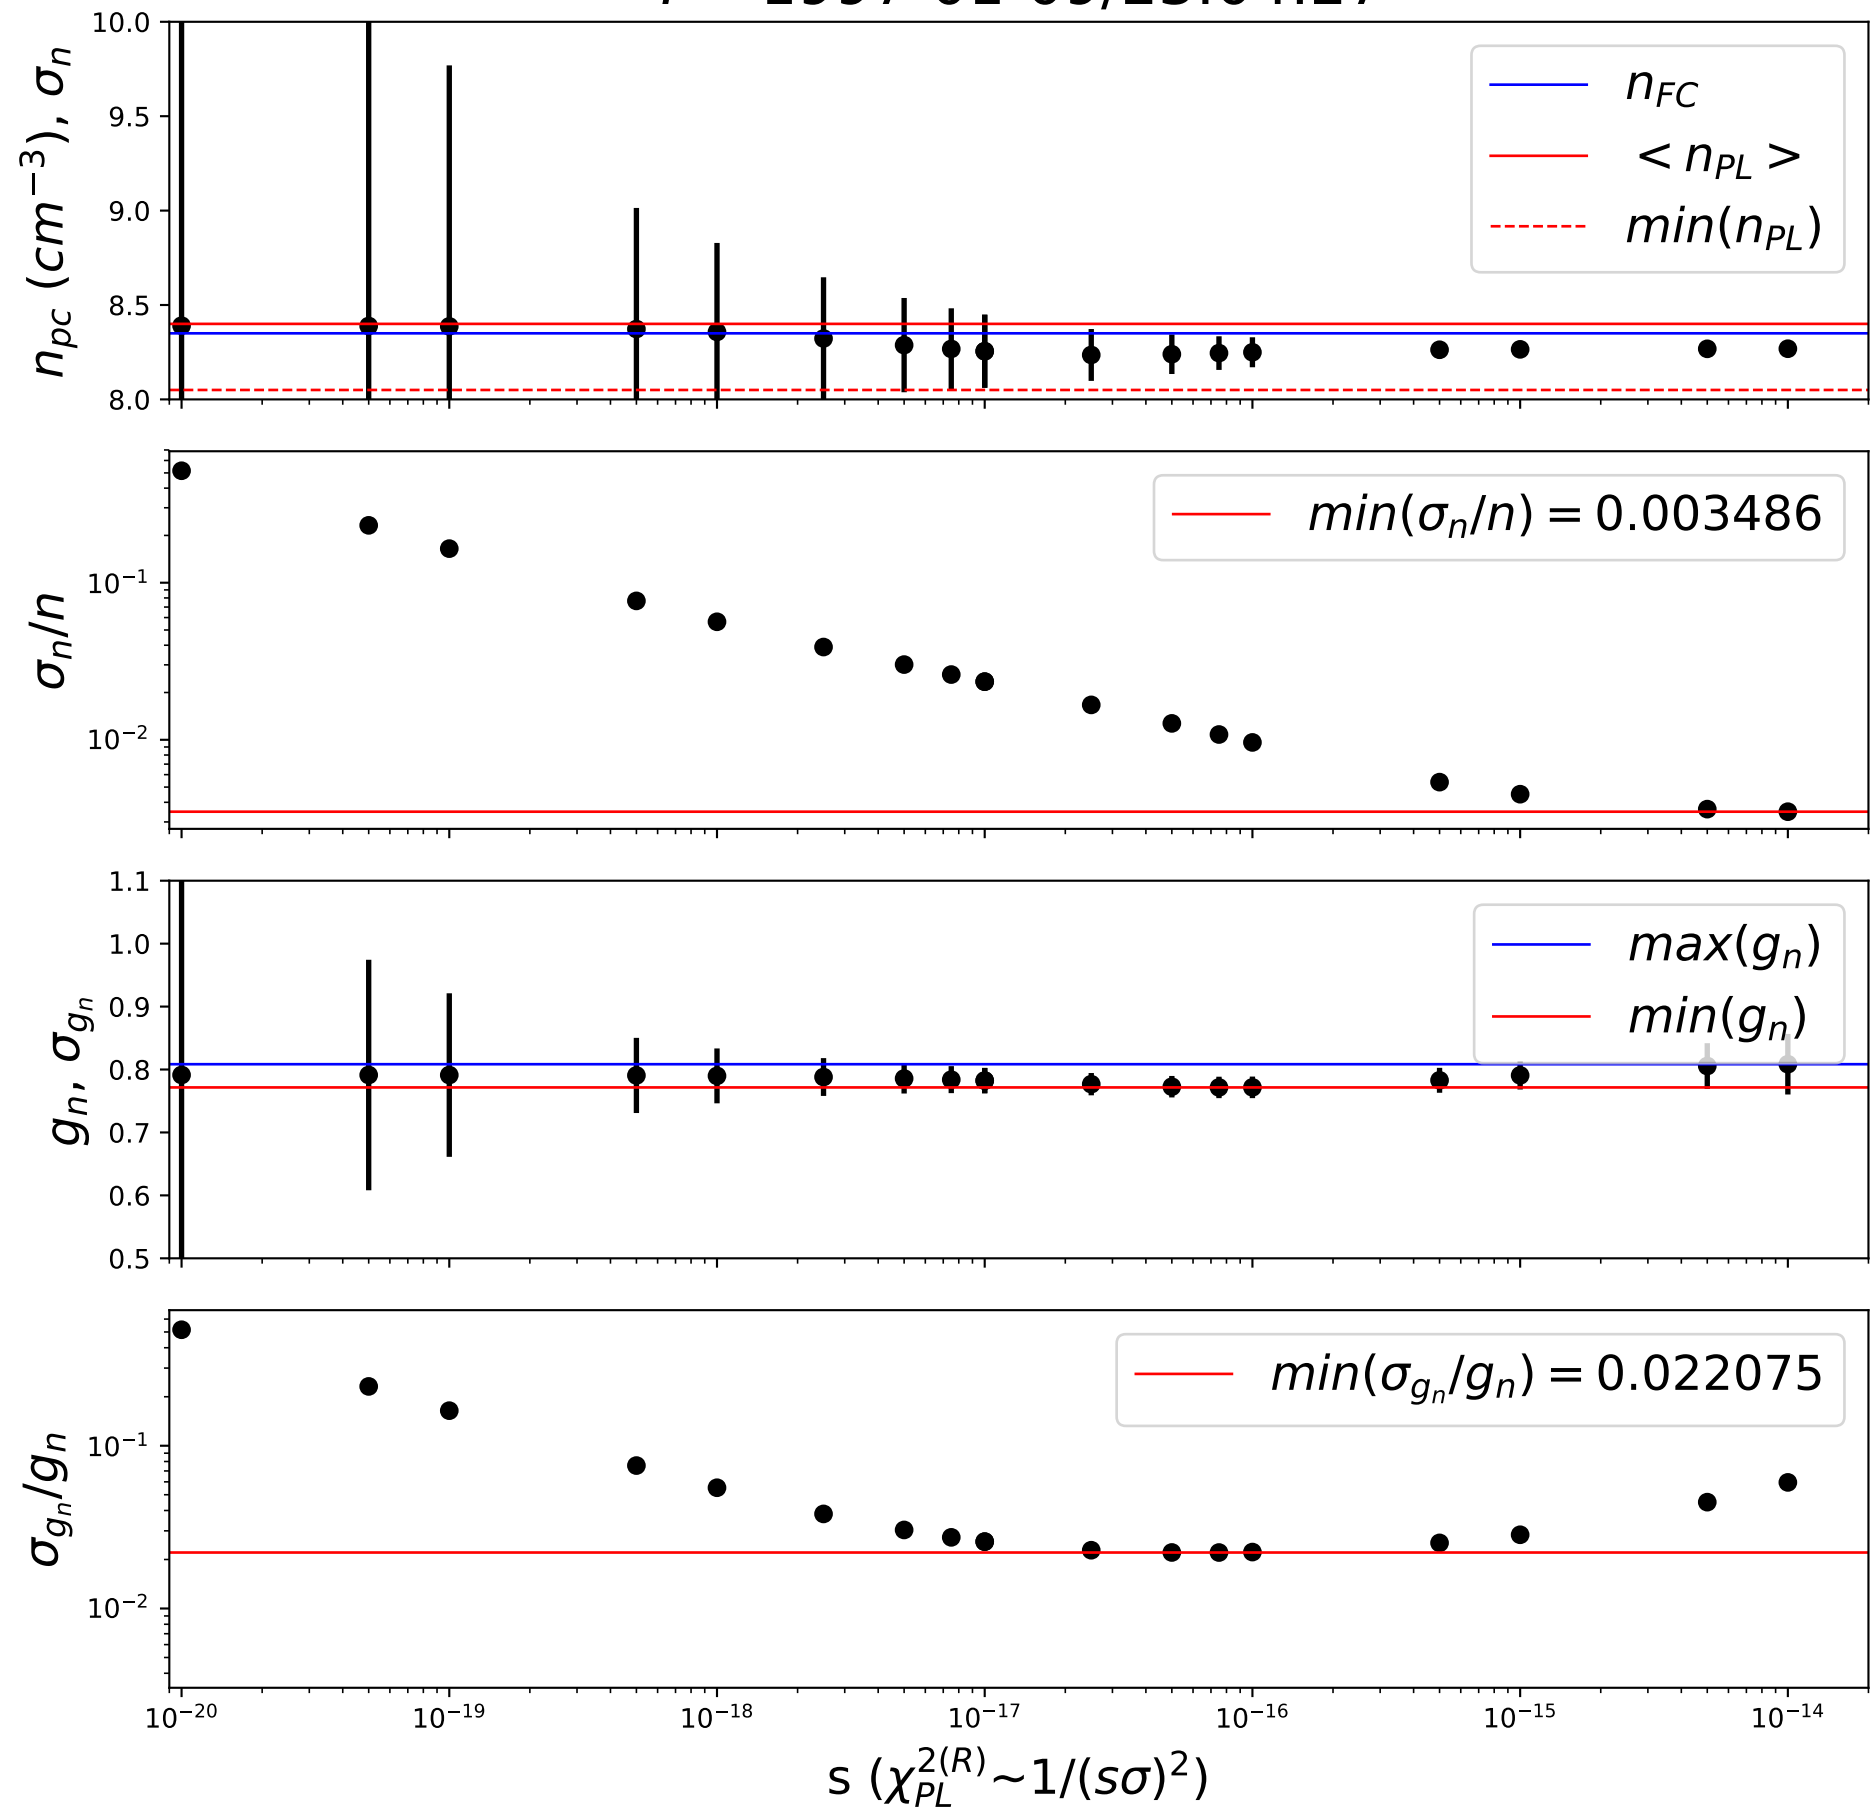 10.0
9.5
9.0
8.5
8.0
n_pc (cm^−3), σ_n
n_FC
< n_PL >
min(n_PL)
10^−1
10^−2
σ_n/n
min(σ_n/n) = 0.003486
1.1
1.0
0.9
0.8
0.7
0.6
0.5
g_n, σ_g_n
max(g_n)
min(g_n)
10^−1
10^−2
σ_g_n/g_n
min(σ_g_n/g_n) = 0.022075
10^−20 10^−19 10^−18 10^−17 10^−16 10^−15 10^−14
s (χ_PL^2(R)~1/(sσ)^2)